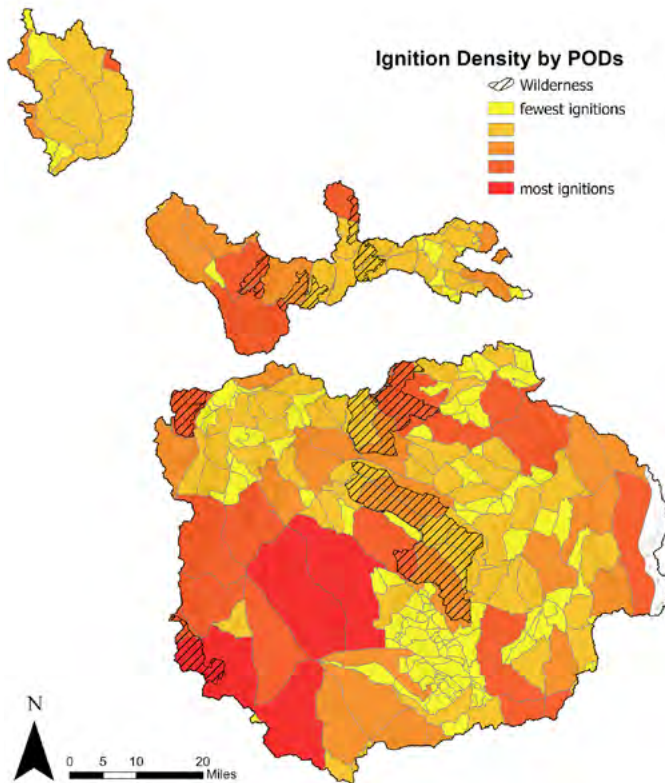 Ignition Density by PODs
Wilderness
fewest ignitions
most ignitions
N
0 5 10 20
Miles